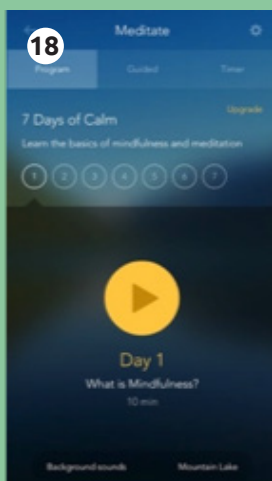 18
Meditate
Program Guided Timer
Upgrade
7 Days of Calm
Learn the basics of mindfulness and meditation
1 2 3 4 5 6 7
Day 1
What is Mindfulness?
10 min
Background sounds Mountain Lake